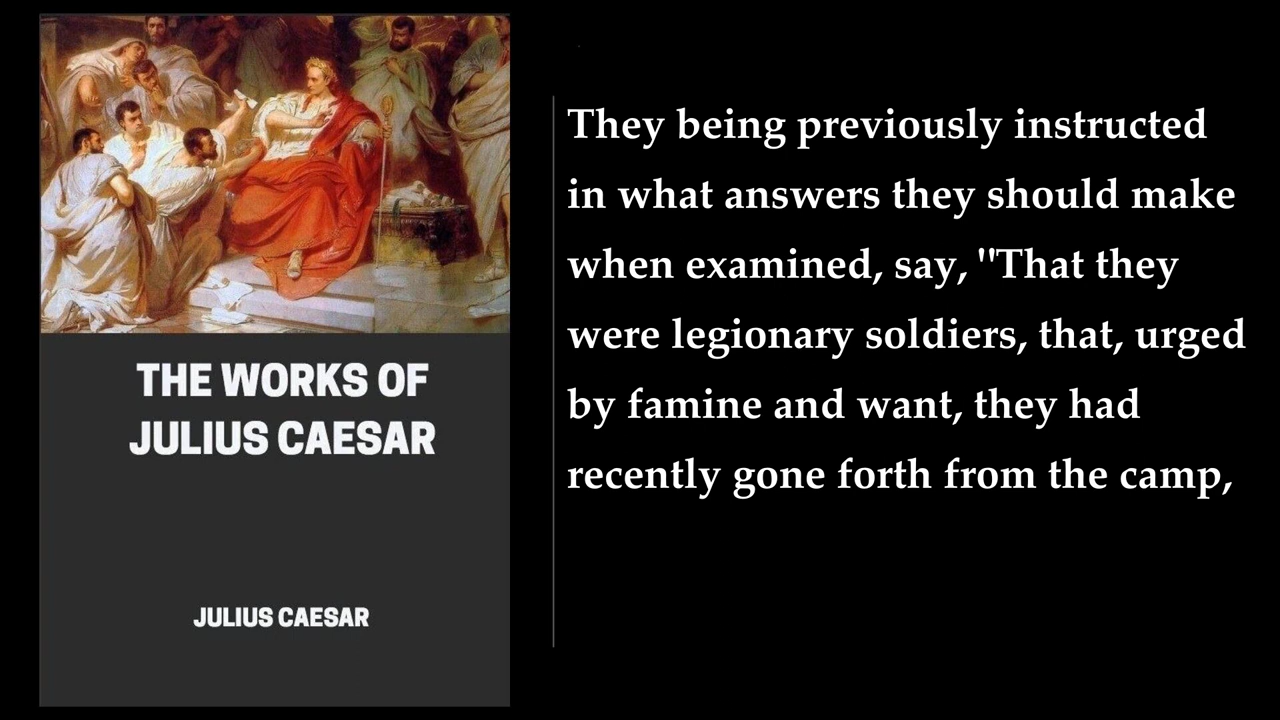 THE WORKS OF
JULIUS CAESAR
JULIUS CAESAR
They being previously instructed
in what answers they should make
when examined, say, "That they
were legionary soldiers, that, urged
by famine and want, they had
recently gone forth from the camp,